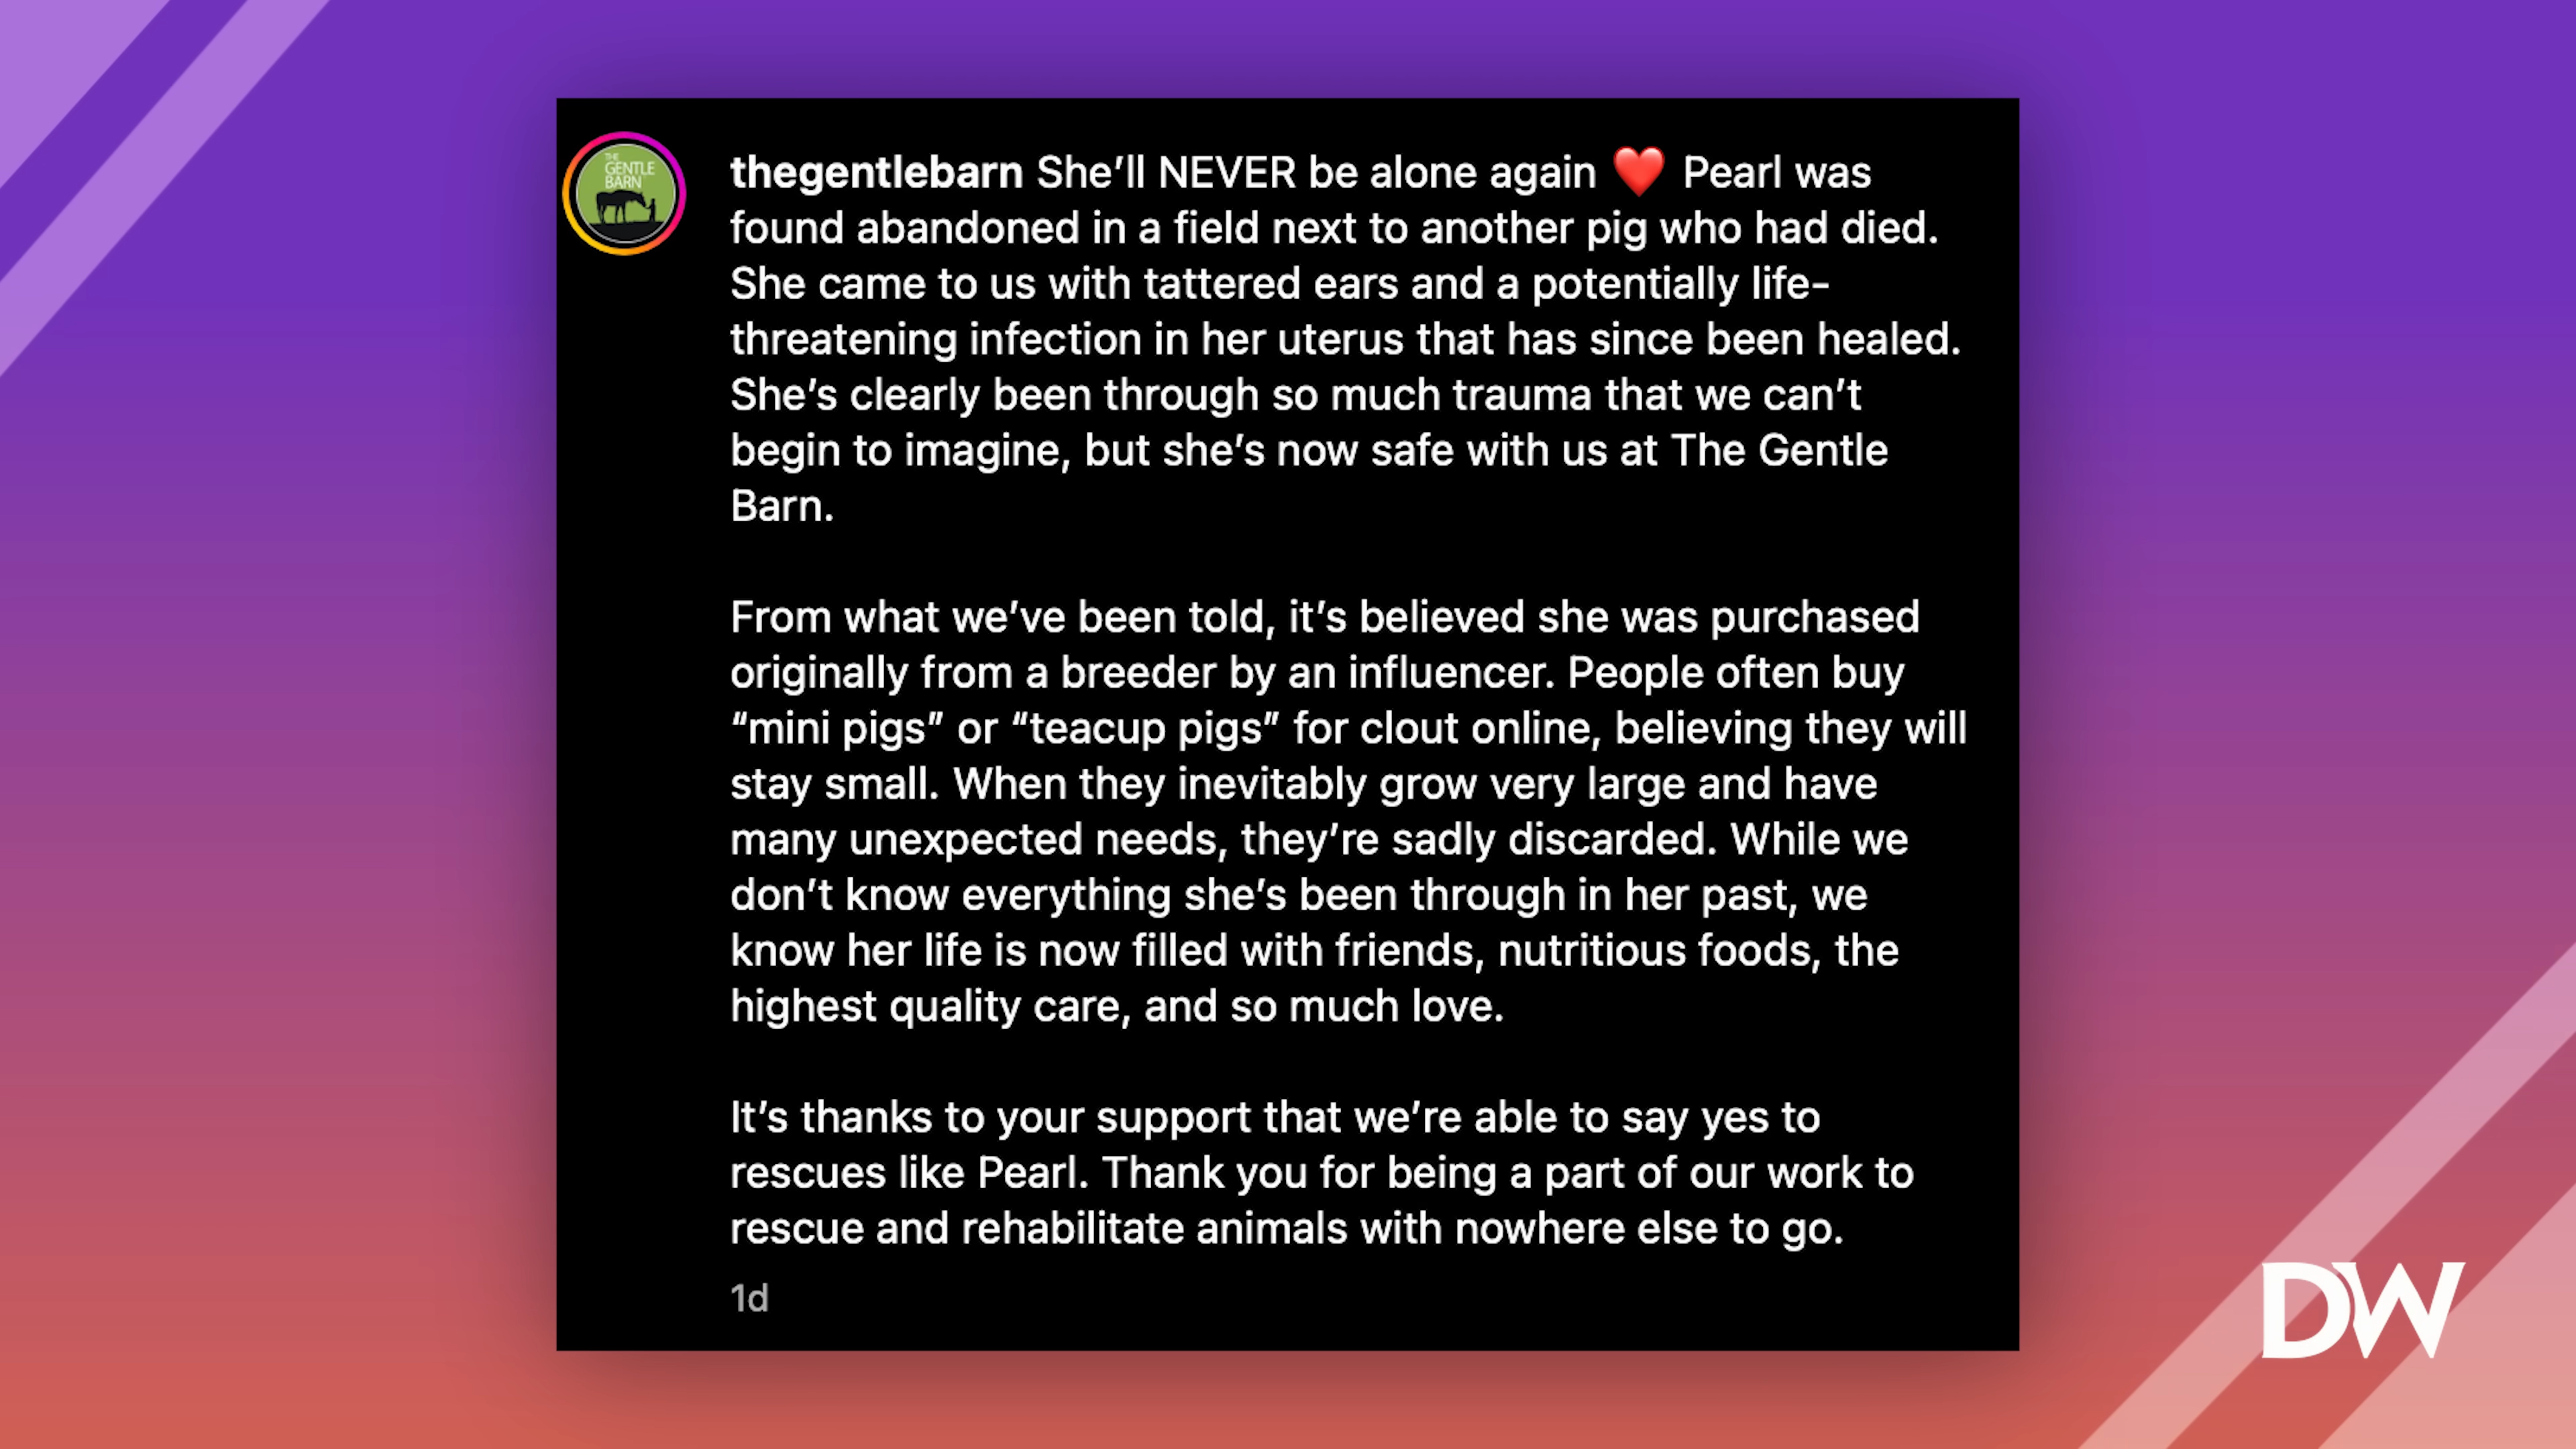 THE
GENTLE
BARN
thegentlebarn She’ll NEVER be alone again ❤️ Pearl was
found abandoned in a field next to another pig who had died.
She came to us with tattered ears and a potentially life-
threatening infection in her uterus that has since been healed.
She’s clearly been through so much trauma that we can’t
begin to imagine, but she’s now safe with us at The Gentle
Barn.
From what we’ve been told, it’s believed she was purchased
originally from a breeder by an influencer. People often buy
“mini pigs” or “teacup pigs” for clout online, believing they will
stay small. When they inevitably grow very large and have
many unexpected needs, they’re sadly discarded. While we
don’t know everything she’s been through in her past, we
know her life is now filled with friends, nutritious foods, the
highest quality care, and so much love.
It’s thanks to your support that we’re able to say yes to
rescues like Pearl. Thank you for being a part of our work to
rescue and rehabilitate animals with nowhere else to go.
1d
DW